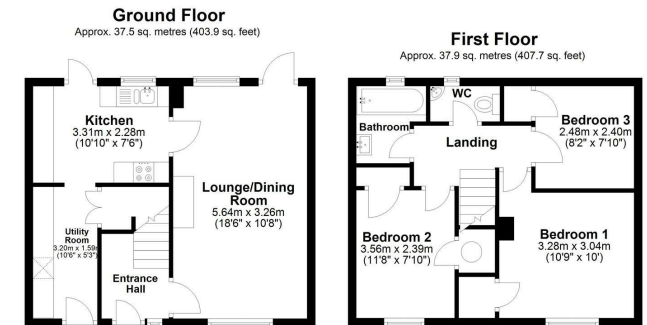 Ground Floor
Approx. 37.5 sq. metres (403.9 sq. feet)
Kitchen
3.31m x 2.28m
(10'10" x 7'6")
Lounge/Dining
Room
5.64m x 3.26m
(18'6" x 10'8")
Utility
Room
3.20m x 1.59m
(10'6" x 5'3")
Entrance
Hall
First Floor
Approx. 37.9 sq. metres (407.7 sq. feet)
WC
Bathroom
Landing
Bedroom 3
2.48m x 2.40m
(8'2" x 7'10")
Bedroom 2
3.56m x 2.39m
(11'8" x 7'10")
Bedroom 1
3.28m x 3.04m
(10'9" x 10')